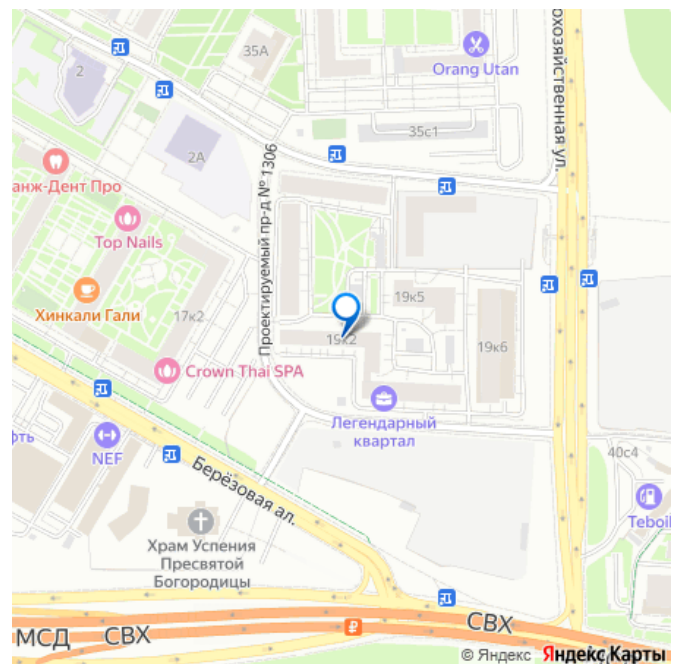 2
35А
Orang Utan
35с1
охозяйственная ул.
2А
анж-Дент Про
Проектируемый пр-д № 1306
Top Nails
Хинкали Гали
17к2
19к5
19к2
19к6
Crown Thai SPA
Легендарный
квартал
40с4
фть
NEF
Берёзовая ал.
Teboil
Храм Успения
Пресвятой
Богородицы
МСД
СВХ
СВХ
© Яндекс
Яндекс Карты